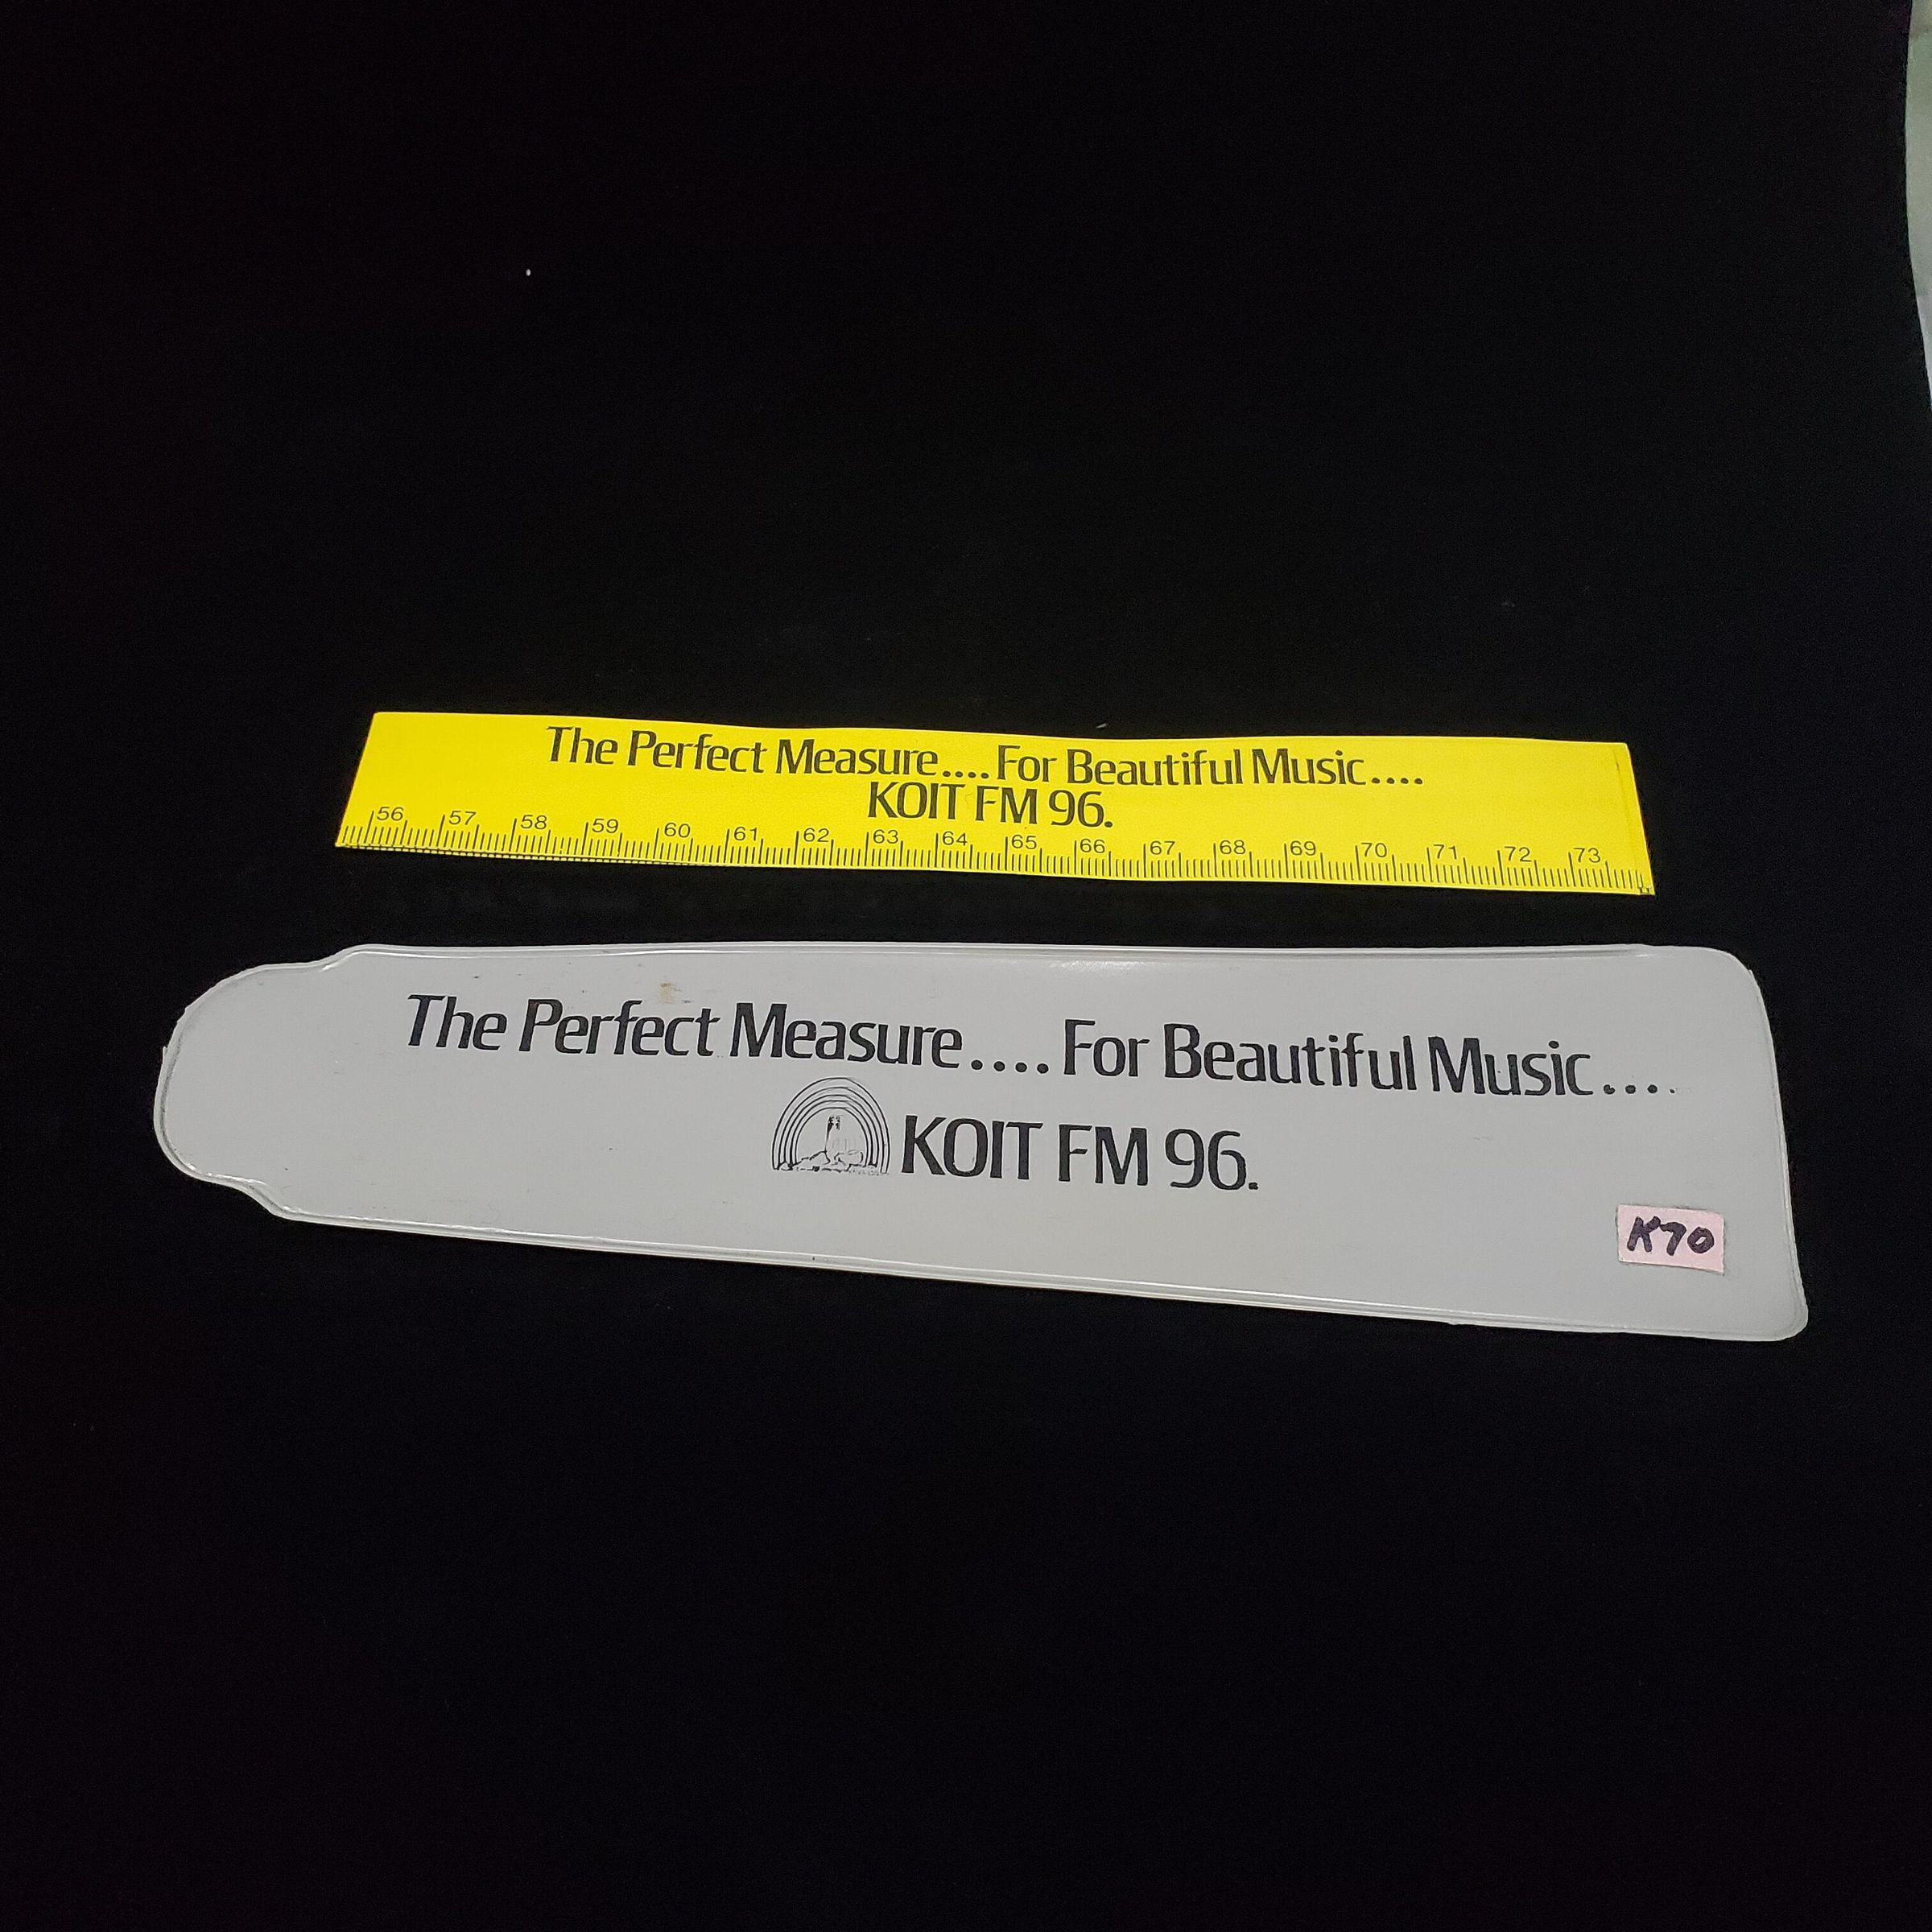 The Perfect Measure.... For Beautiful Music....
KOIT FM 96.
56 57 58 59 60 61 62 63 64 65 66 67 68 69 70 71 72 73
The Perfect Measure.... For Beautiful Music....
KOIT FM 96.
K70